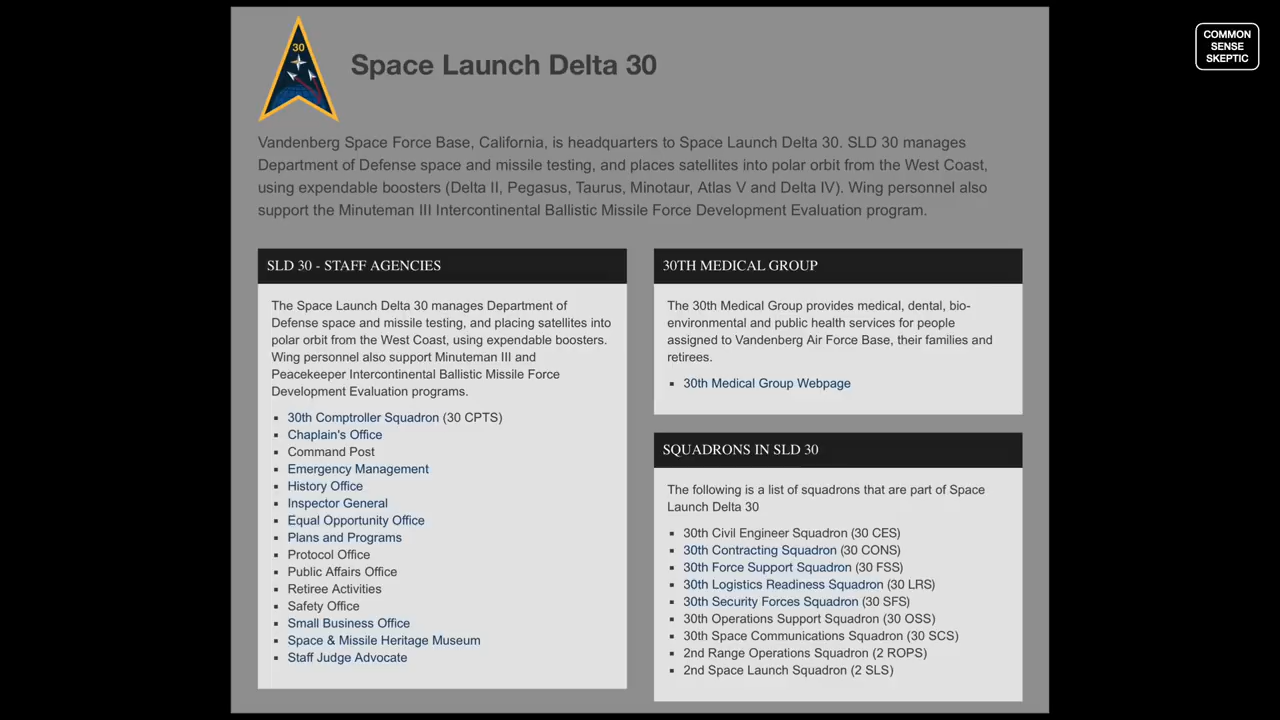 COMMON
SENSE
SKEPTIC
30
Space Launch Delta 30
Vandenberg Space Force Base, California, is headquarters to Space Launch Delta 30. SLD 30 manages
Department of Defense space and missile testing, and places satellites into polar orbit from the West Coast,
using expendable boosters (Delta II, Pegasus, Taurus, Minotaur, Atlas V and Delta IV). Wing personnel also
support the Minuteman III Intercontinental Ballistic Missile Force Development Evaluation program.
SLD 30 - STAFF AGENCIES
The Space Launch Delta 30 manages Department of
Defense space and missile testing, and placing satellites into
polar orbit from the West Coast, using expendable boosters.
Wing personnel also support Minuteman III and
Peacekeeper Intercontinental Ballistic Missile Force
Development Evaluation programs.
▪ 30th Comptroller Squadron (30 CPTS)
▪ Chaplain's Office
▪ Command Post
▪ Emergency Management
▪ History Office
▪ Inspector General
▪ Equal Opportunity Office
▪ Plans and Programs
▪ Protocol Office
▪ Public Affairs Office
▪ Retiree Activities
▪ Safety Office
▪ Small Business Office
▪ Space & Missile Heritage Museum
▪ Staff Judge Advocate
30TH MEDICAL GROUP
The 30th Medical Group provides medical, dental, bio-
environmental and public health services for people
assigned to Vandenberg Air Force Base, their families and
retirees.
▪ 30th Medical Group Webpage
SQUADRONS IN SLD 30
The following is a list of squadrons that are part of Space
Launch Delta 30
▪ 30th Civil Engineer Squadron (30 CES)
▪ 30th Contracting Squadron (30 CONS)
▪ 30th Force Support Squadron (30 FSS)
▪ 30th Logistics Readiness Squadron (30 LRS)
▪ 30th Security Forces Squadron (30 SFS)
▪ 30th Operations Support Squadron (30 OSS)
▪ 30th Space Communications Squadron (30 SCS)
▪ 2nd Range Operations Squadron (2 ROPS)
▪ 2nd Space Launch Squadron (2 SLS)